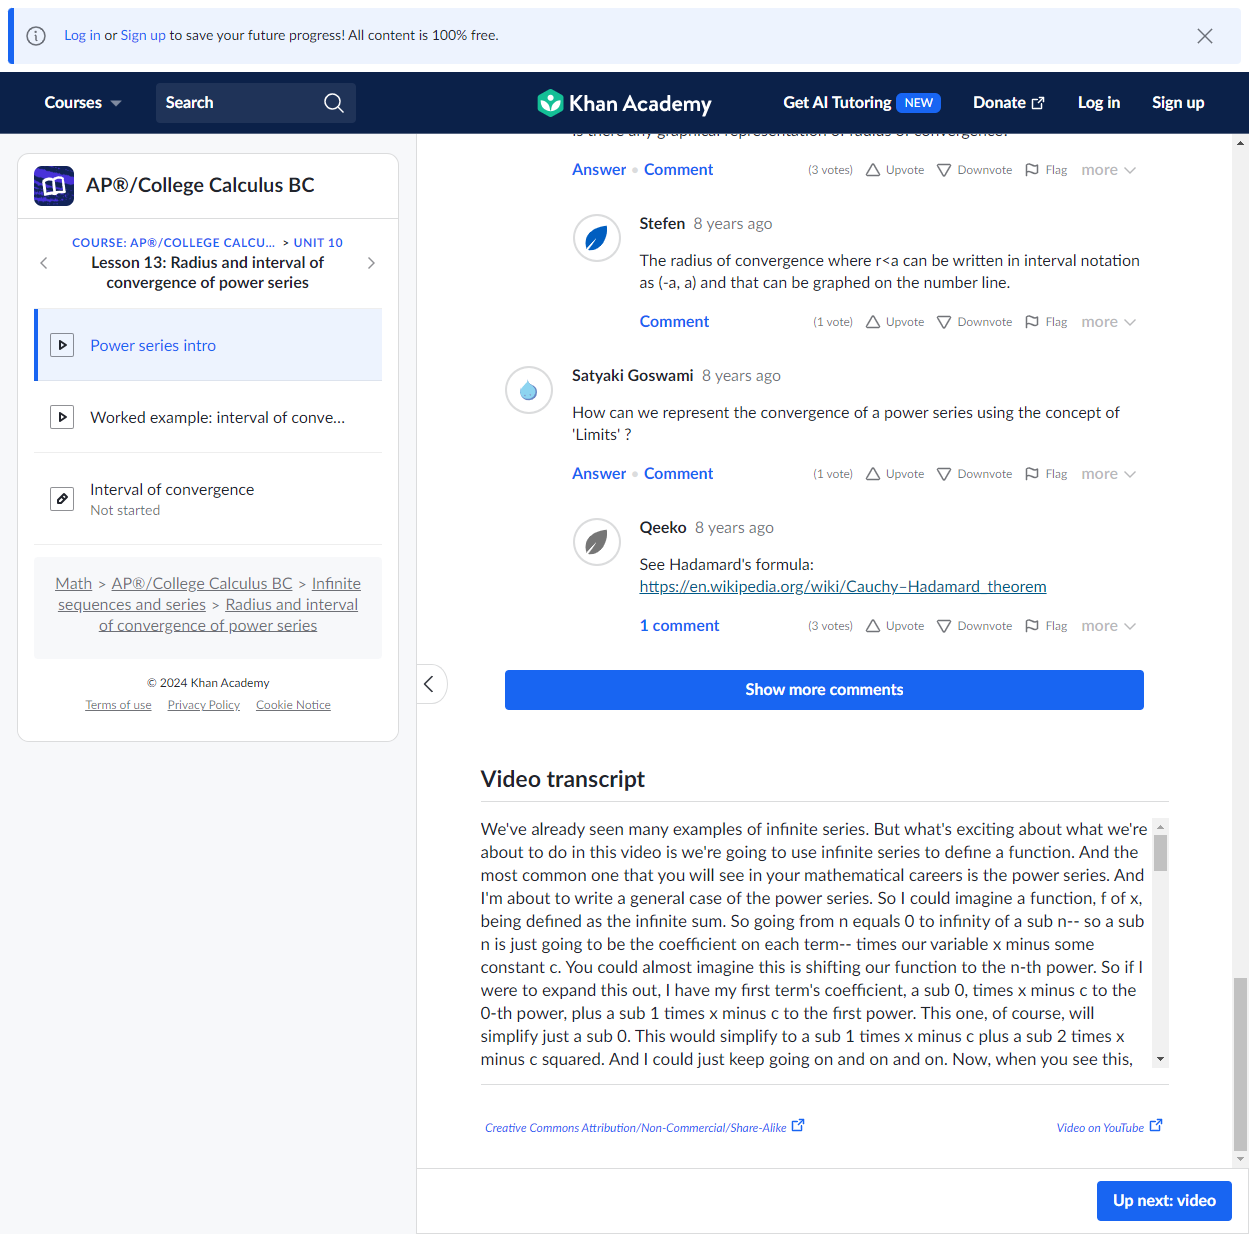 Log in or Sign up to save your future progress! All content is 100% free.
Courses
Search
Khan Academy
Get AI Tutoring NEW
Donate
Log in
Sign up
AP®/College Calculus BC
COURSE: AP®/COLLEGE CALCU... > UNIT 10
Lesson 13: Radius and interval of
convergence of power series
Power series intro
Worked example: interval of conve...
Interval of convergence
Not started
Math > AP®/College Calculus BC > Infinite
sequences and series > Radius and interval
of convergence of power series
© 2024 Khan Academy
Terms of use Privacy Policy Cookie Notice
is there any graphical representation of radius of convergence?
Answer • Comment (3 votes) Upvote Downvote Flag more
Stefen 8 years ago
The radius of convergence where r<a can be written in interval notation
as (-a, a) and that can be graphed on the number line.
Comment (1 vote) Upvote Downvote Flag more
Satyaki Goswami 8 years ago
How can we represent the convergence of a power series using the concept of
'Limits' ?
Answer • Comment (1 vote) Upvote Downvote Flag more
Qeeko 8 years ago
See Hadamard's formula:
https://en.wikipedia.org/wiki/Cauchy–Hadamard_theorem
1 comment (3 votes) Upvote Downvote Flag more
Show more comments
Video transcript
We've already seen many examples of infinite series. But what's exciting about what we're
about to do in this video is we're going to use infinite series to define a function. And the
most common one that you will see in your mathematical careers is the power series. And
I'm about to write a general case of the power series. So I could imagine a function, f of x,
being defined as the infinite sum. So going from n equals 0 to infinity of a sub n-- so a sub
n is just going to be the coefficient on each term-- times our variable x minus some
constant c. You could almost imagine this is shifting our function to the n-th power. So if I
were to expand this out, I have my first term's coefficient, a sub 0, times x minus c to the
0-th power, plus a sub 1 times x minus c to the first power. This one, of course, will
simplify just a sub 0. This would simplify to a sub 1 times x minus c plus a sub 2 times x
minus c squared. And I could just keep going on and on and on. Now, when you see this,
Creative Commons Attribution/Non-Commercial/Share-Alike
Video on YouTube
Up next: video